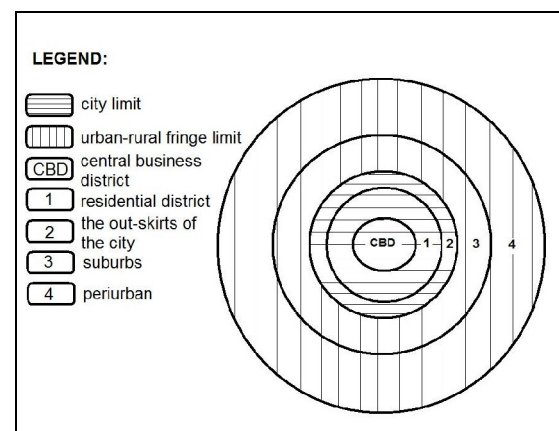 LEGEND:
city limit
urban-rural fringe limit
CBD central business
district
1 residential district
2 the out-skirts of
the city
3 suburbs
4 periurban
CBD 1 2 3 4